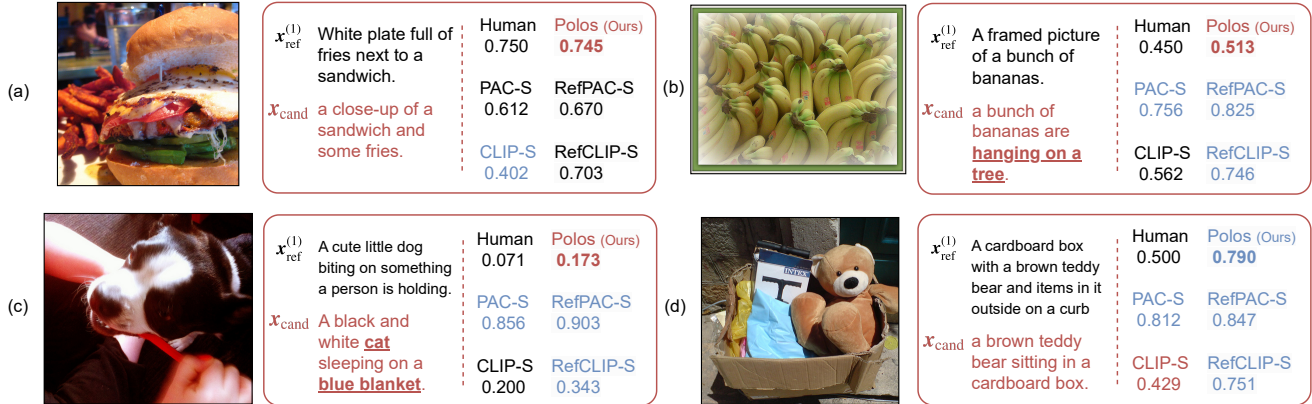 (a)
x_ref^(1) White plate full of
fries next to a
sandwich.
x_cand a close-up of a
sandwich and
some fries.
Human Polos (Ours)
0.750 0.745
PAC-S RefPAC-S
0.612 0.670
CLIP-S RefCLIP-S
0.402 0.703
(b)
x_ref^(1) A framed picture
of a bunch of
bananas.
x_cand a bunch of
bananas are
hanging on a
tree.
Human Polos (Ours)
0.450 0.513
PAC-S RefPAC-S
0.756 0.825
CLIP-S RefCLIP-S
0.562 0.746
(c)
x_ref^(1) A cute little dog
biting on something
a person is holding.
x_cand A black and
white cat
sleeping on a
blue blanket.
Human Polos (Ours)
0.071 0.173
PAC-S RefPAC-S
0.856 0.903
CLIP-S RefCLIP-S
0.200 0.343
(d)
x_ref^(1) A cardboard box
with a brown teddy
bear and items in it
outside on a curb
x_cand a brown teddy
bear sitting in a
cardboard box.
Human Polos (Ours)
0.500 0.790
PAC-S RefPAC-S
0.812 0.847
CLIP-S RefCLIP-S
0.429 0.751